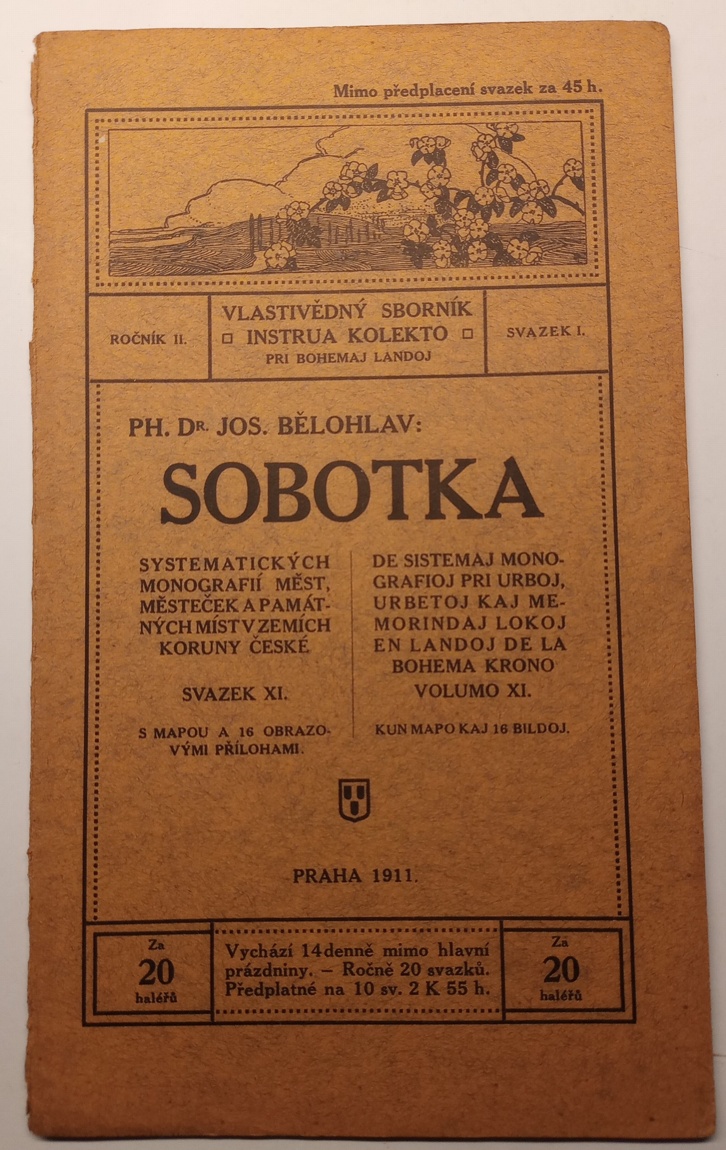 Mimo předplacení svazek za 45 h.
ROČNÍK II.
VLASTIVĚDNÝ SBORNÍK
INSTRUA KOLEKTO
PRI BOHEMAJ LANDOJ
SVAZEK I.
PH. DR. JOS. BĚLOHLAV:
SOBOTKA
SYSTEMATICKÝCH
MONOGRAFIÍ MĚST,
MĚSTEČEK A PAMÁT-
NÝCH MÍST V ZEMÍCH
KORUNY ČESKÉ
SVAZEK XI.
S MAPOU A 16 OBRAZO-
VÝMI PŘÍLOHAMI.
DE SISTEMAJ MONO-
GRAFIOJ PRI URBOJ,
URBETOJ KAJ ME-
MORINDAJ LOKOJ
EN LANDOJ DE LA
BOHEMA KRONO
VOLUMO XI.
KUN MAPO KAJ 16 BILDOJ.
PRAHA 1911.
Za
20
haléřů
Vychází 14denně mimo hlavní
prázdniny. — Ročně 20 svazků.
Předplatné na 10 sv. 2 K 55 h.
Za
20
haléřů